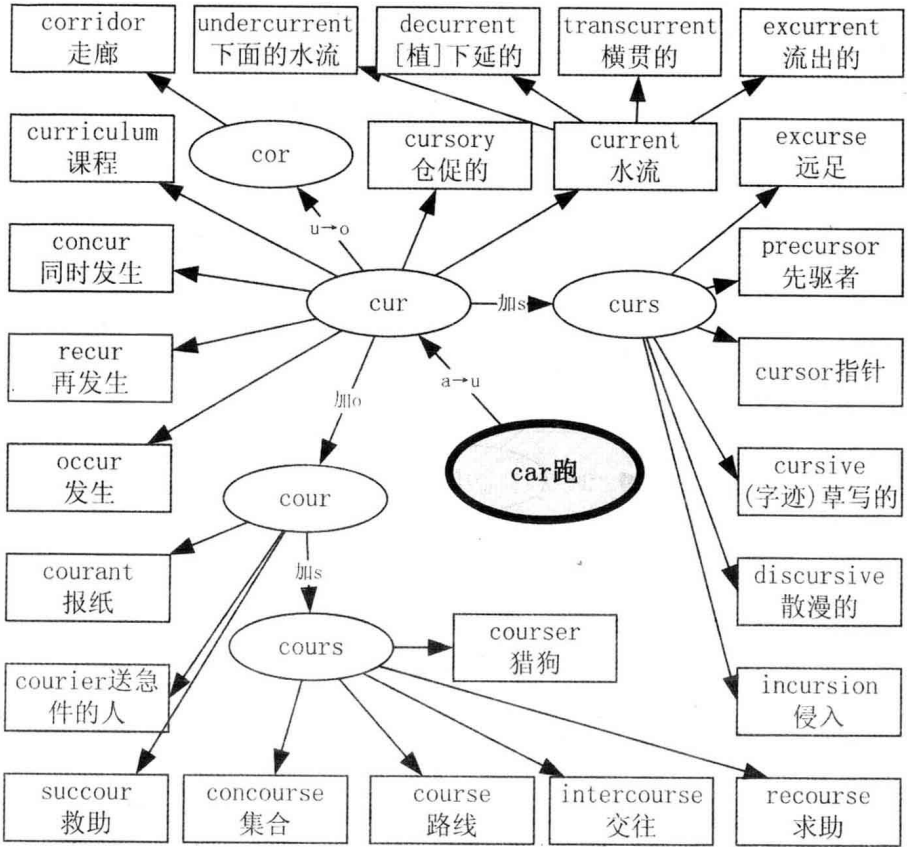 corridor
走廊
undercurrent
下面的水流
decurrent
[植]下延的
transcurrent
横贯的
excurrent
流出的
curriculum
课程
cor
cursory
仓促的
current
水流
excurse
远足
u→o
concur
同时发生
cur
加s
curs
precursor
先驱者
recur
再发生
a→u
cursor指针
加o
occur
发生
car跑
cursive
(字迹)草写的
cour
courant
报纸
加s
discursive
散漫的
cours
courser
猎狗
courier送急
件的人
incursion
侵入
succour
救助
concourse
集合
course
路线
intercourse
交往
recourse
求助